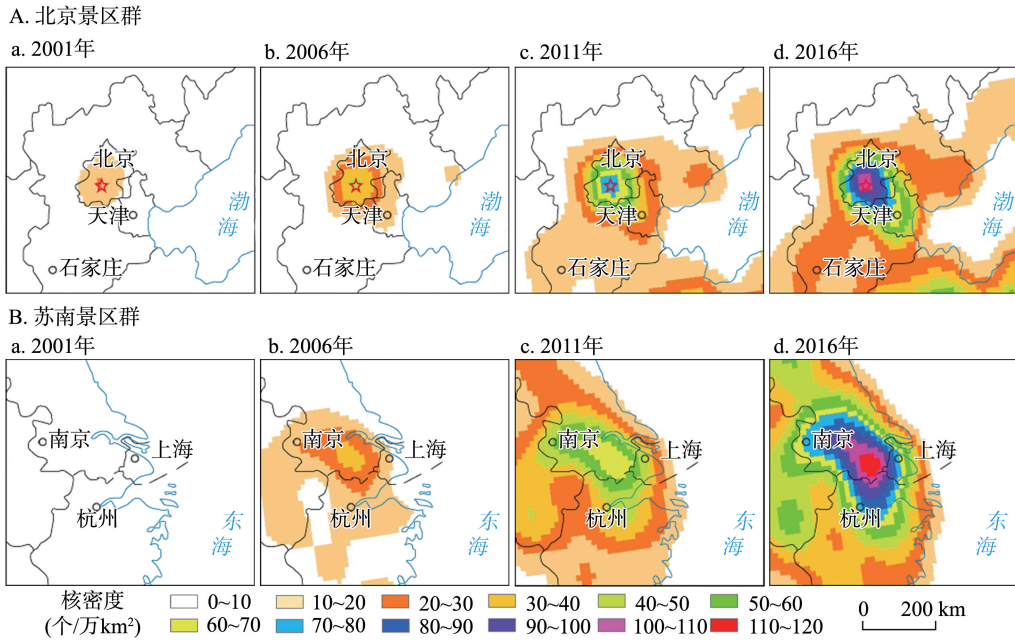 A. 北京景区群
a. 2001年
b. 2006年
c. 2011年
d. 2016年
北京
天津
石家庄
渤海
北京
天津
石家庄
渤海
北京
天津
石家庄
渤海
北京
天津
石家庄
渤海
B. 苏南景区群
a. 2001年
b. 2006年
c. 2011年
d. 2016年
南京
上海
杭州
东海
南京
上海
杭州
东海
南京
上海
杭州
东海
南京
上海
杭州
东海
核密度 0~10 10~20 20~30 30~40 40~50 50~60
(个/万km²) 60~70 70~80 80~90 90~100 100~110 110~120
0 200 km